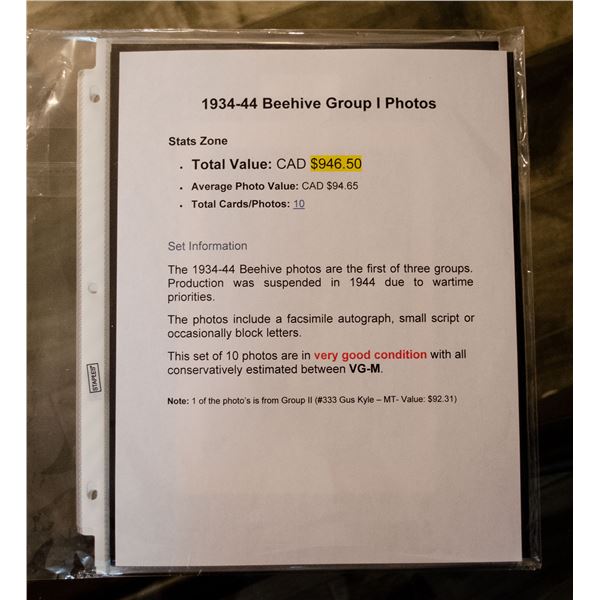 1934-44 Beehive Group I Photos
Stats Zone
• Total Value: CAD $946.50
• Average Photo Value: CAD $94.65
• Total Cards/Photos: 10
Set Information
The 1934-44 Beehive photos are the first of three groups.
Production was suspended in 1944 due to wartime
priorities.
The photos include a facsimile autograph, small script or
occasionally block letters.
This set of 10 photos are in very good condition with all
conservatively estimated between VG-M.
Note: 1 of the photo's is from Group II (#333 Gus Kyle – MT- Value: $92.31)
STAPLES